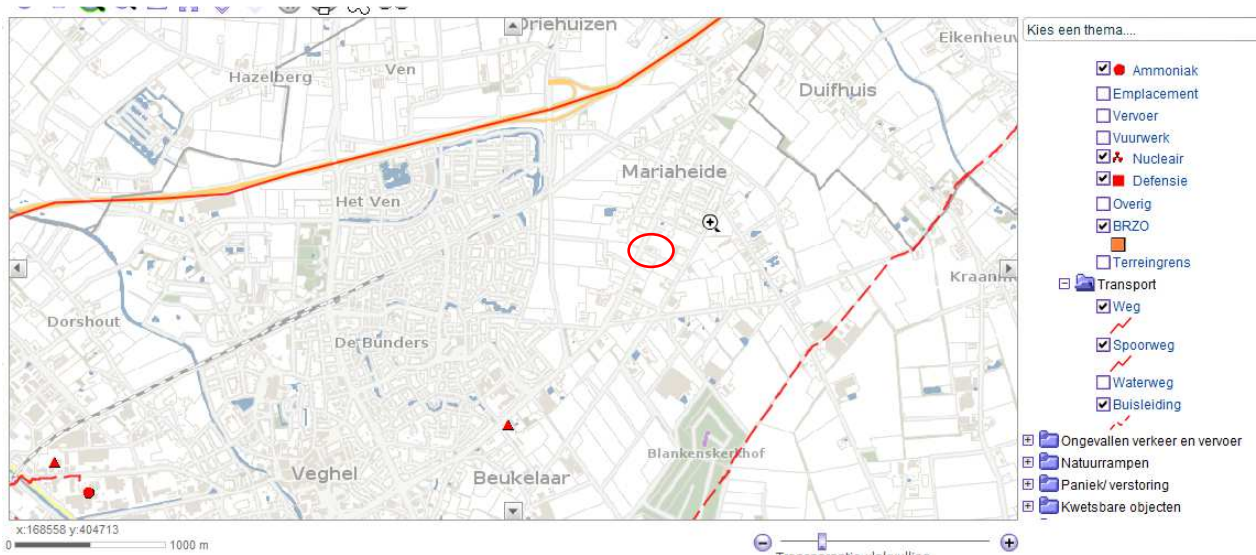 Driehuizen
Eikenheuv
Hazelberg
Ven
Duifhuis
Mariaheide
Het Ven
Kraanm
Dorshout
De Bunders
Blankenskerkhof
Veghel
Beukelaar
x:168558 y:404713
0 1000 m
Kies een thema....
Ammoniak
Emplacement
Vervoer
Vuurwerk
Nucleair
Defensie
Overig
BRZO
Terreingrens
Transport
Weg
Spoorweg
Waterweg
Buisleiding
Ongevallen verkeer en vervoer
Natuurrampen
Paniek/ verstoring
Kwetsbare objecten